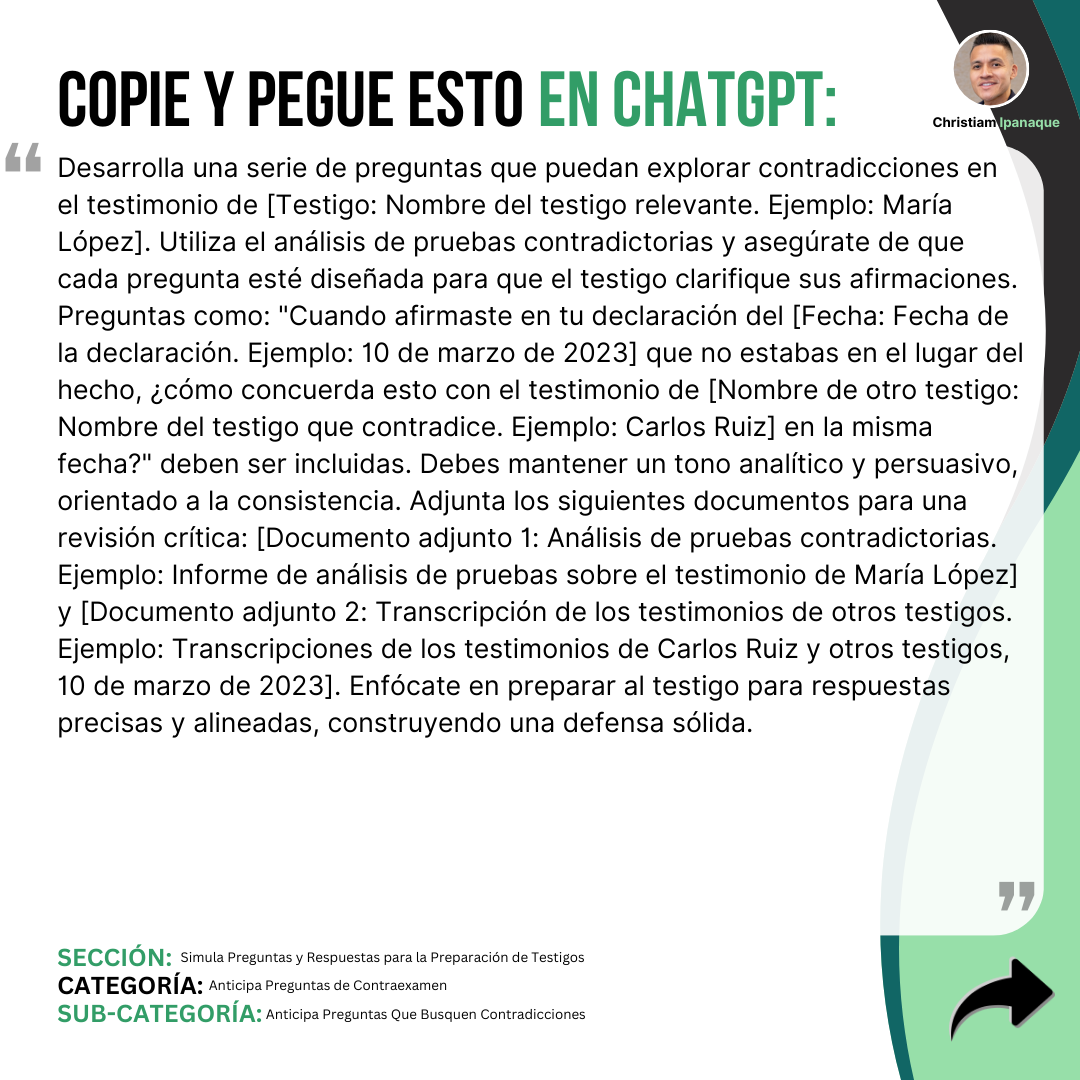 COPIE Y PEGUE ESTO EN CHATGPT:
Christiam Ipanaque
“
Desarrolla una serie de preguntas que puedan explorar contradicciones en
el testimonio de [Testigo: Nombre del testigo relevante. Ejemplo: María
López]. Utiliza el análisis de pruebas contradictorias y asegúrate de que
cada pregunta esté diseñada para que el testigo clarifique sus afirmaciones.
Preguntas como: "Cuando afirmaste en tu declaración del [Fecha: Fecha de
la declaración. Ejemplo: 10 de marzo de 2023] que no estabas en el lugar del
hecho, ¿cómo concuerda esto con el testimonio de [Nombre de otro testigo:
Nombre del testigo que contradice. Ejemplo: Carlos Ruiz] en la misma
fecha?" deben ser incluidas. Debes mantener un tono analítico y persuasivo,
orientado a la consistencia. Adjunta los siguientes documentos para una
revisión crítica: [Documento adjunto 1: Análisis de pruebas contradictorias.
Ejemplo: Informe de análisis de pruebas sobre el testimonio de María López]
y [Documento adjunto 2: Transcripción de los testimonios de otros testigos.
Ejemplo: Transcripciones de los testimonios de Carlos Ruiz y otros testigos,
10 de marzo de 2023]. Enfócate en preparar al testigo para respuestas
precisas y alineadas, construyendo una defensa sólida.
”
SECCIÓN: Simula Preguntas y Respuestas para la Preparación de Testigos
CATEGORÍA: Anticipa Preguntas de Contraexamen
SUB-CATEGORÍA: Anticipa Preguntas Que Busquen Contradicciones